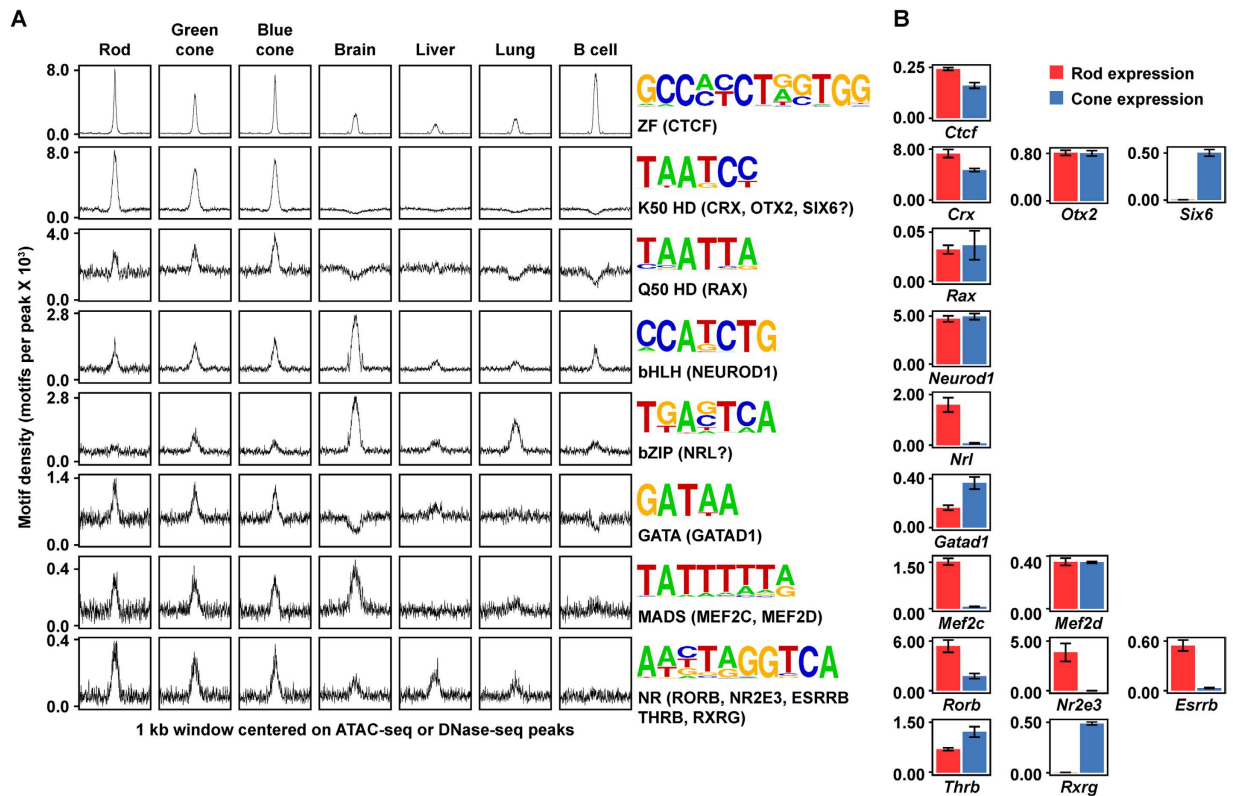 A
Rod
Green
cone
Blue
cone
Brain
Liver
Lung
B cell
Motif density (motifs per peak X 10³)
8.0
0.0
GCCACCTAGTGG
ZF (CTCF)
8.0
0.0
TAATCC
K50 HD (CRX, OTX2, SIX6?)
4.0
0.0
TAATTA
Q50 HD (RAX)
2.8
0.0
CCATCTG
bHLH (NEUROD1)
2.8
0.0
TGAGTCA
bZIP (NRL?)
1.4
0.0
GATAA
GATA (GATAD1)
0.4
0.0
TATTTTTA
MADS (MEF2C, MEF2D)
0.4
0.0
AACTAGGTCA
NR (RORB, NR2E3, ESRRB
THRB, RXRG)
1 kb window centered on ATAC-seq or DNase-seq peaks
B
Rod expression
Cone expression
0.25
0.00
Ctcf
8.00
0.00
Crx
0.80
0.00
Otx2
0.50
0.00
Six6
0.05
0.00
Rax
5.00
0.00
Neurod1
2.00
0.00
Nrl
0.40
0.00
Gatad1
1.50
0.00
Mef2c
0.40
0.00
Mef2d
6.00
0.00
Rorb
5.00
0.00
Nr2e3
0.60
0.00
Esrrb
1.50
0.00
Thrb
0.50
0.00
Rxrg